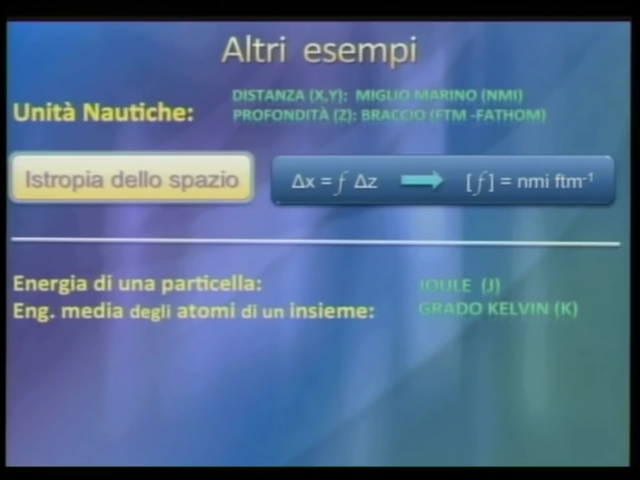 Altri esempi
Unità Nautiche:
DISTANZA (X,Y): MIGLIO MARINO (NMI)
PROFONDITÀ (Z): BRACCIO (FTM -FATHOM)
Istropia dello spazio
Δx = f Δz → [f] = nmi ftm⁻¹
Energia di una particella: JOULE (J)
Eng. media degli atomi di un insieme: GRADO KELVIN (K)